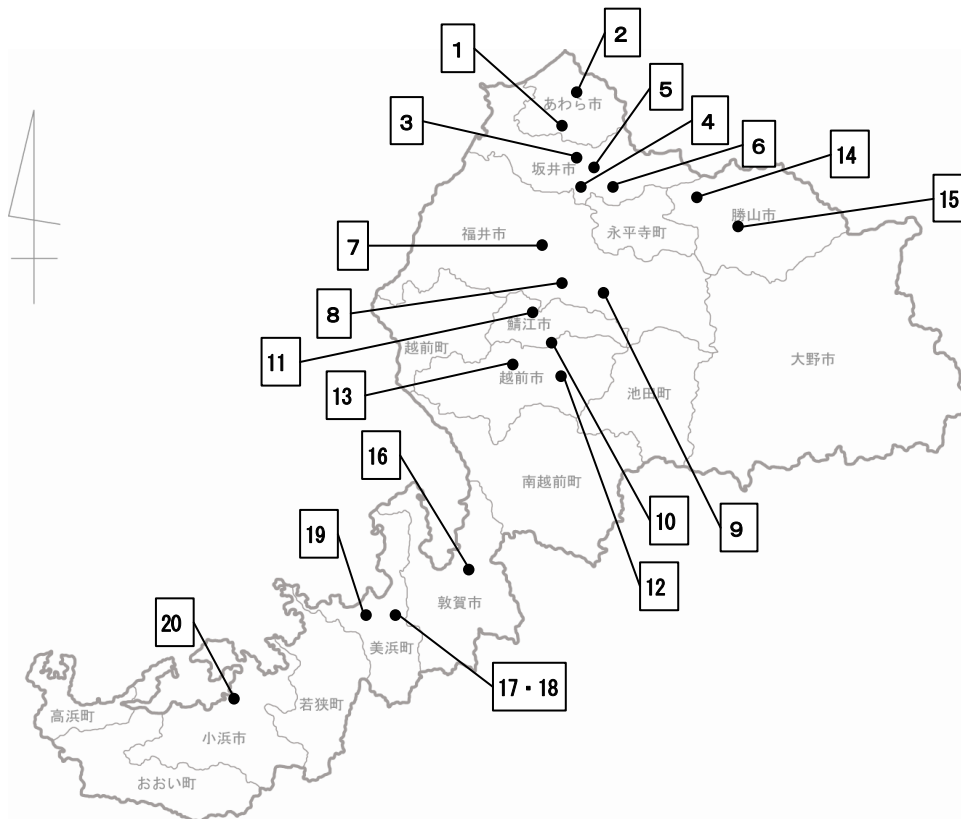 2
1
5
あわら市
4
3
6
14
坂井市
15
勝山市
福井市
永平寺町
7
8
鯖江市
11
越前町
大野市
13
越前市
池田町
16
南越前町
19
10
9
12
敦賀市
20
美浜町
17・18
若狭町
高浜町
小浜市
おおい町